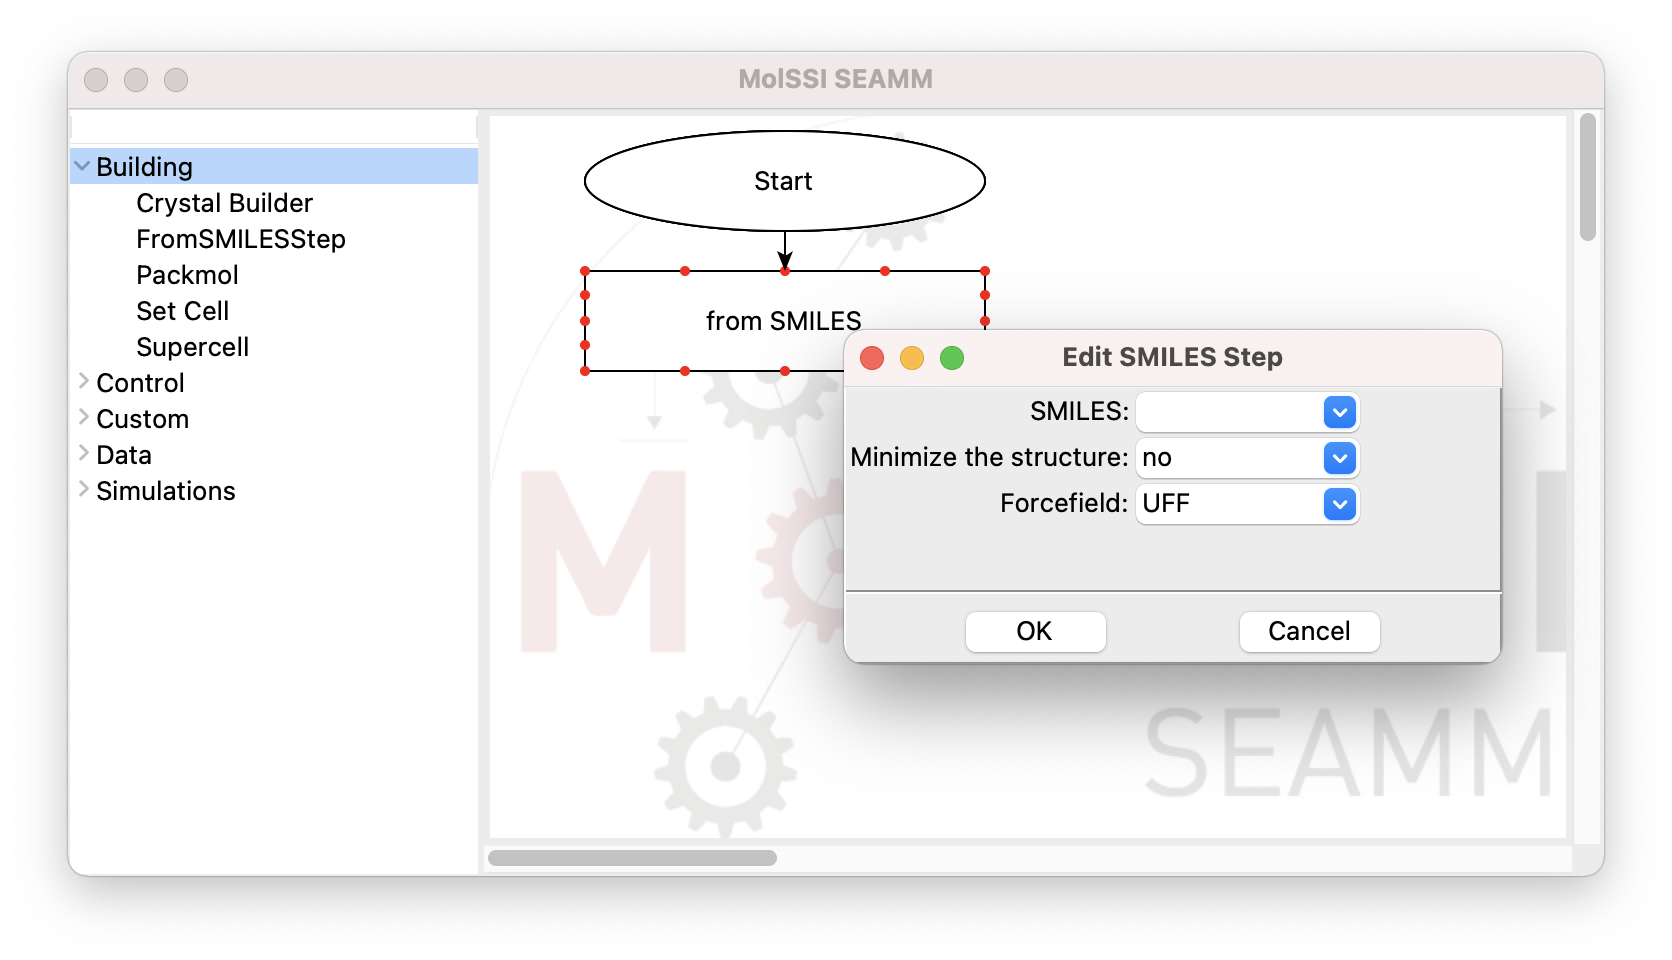 MolSSI SEAMM
Building
Crystal Builder
FromSMILESStep
Packmol
Set Cell
Supercell
Control
Custom
Data
Simulations
Start
from SMILES
Edit SMILES Step
SMILES:
Minimize the structure: no
Forcefield: UFF
OK Cancel
M
SEAMM